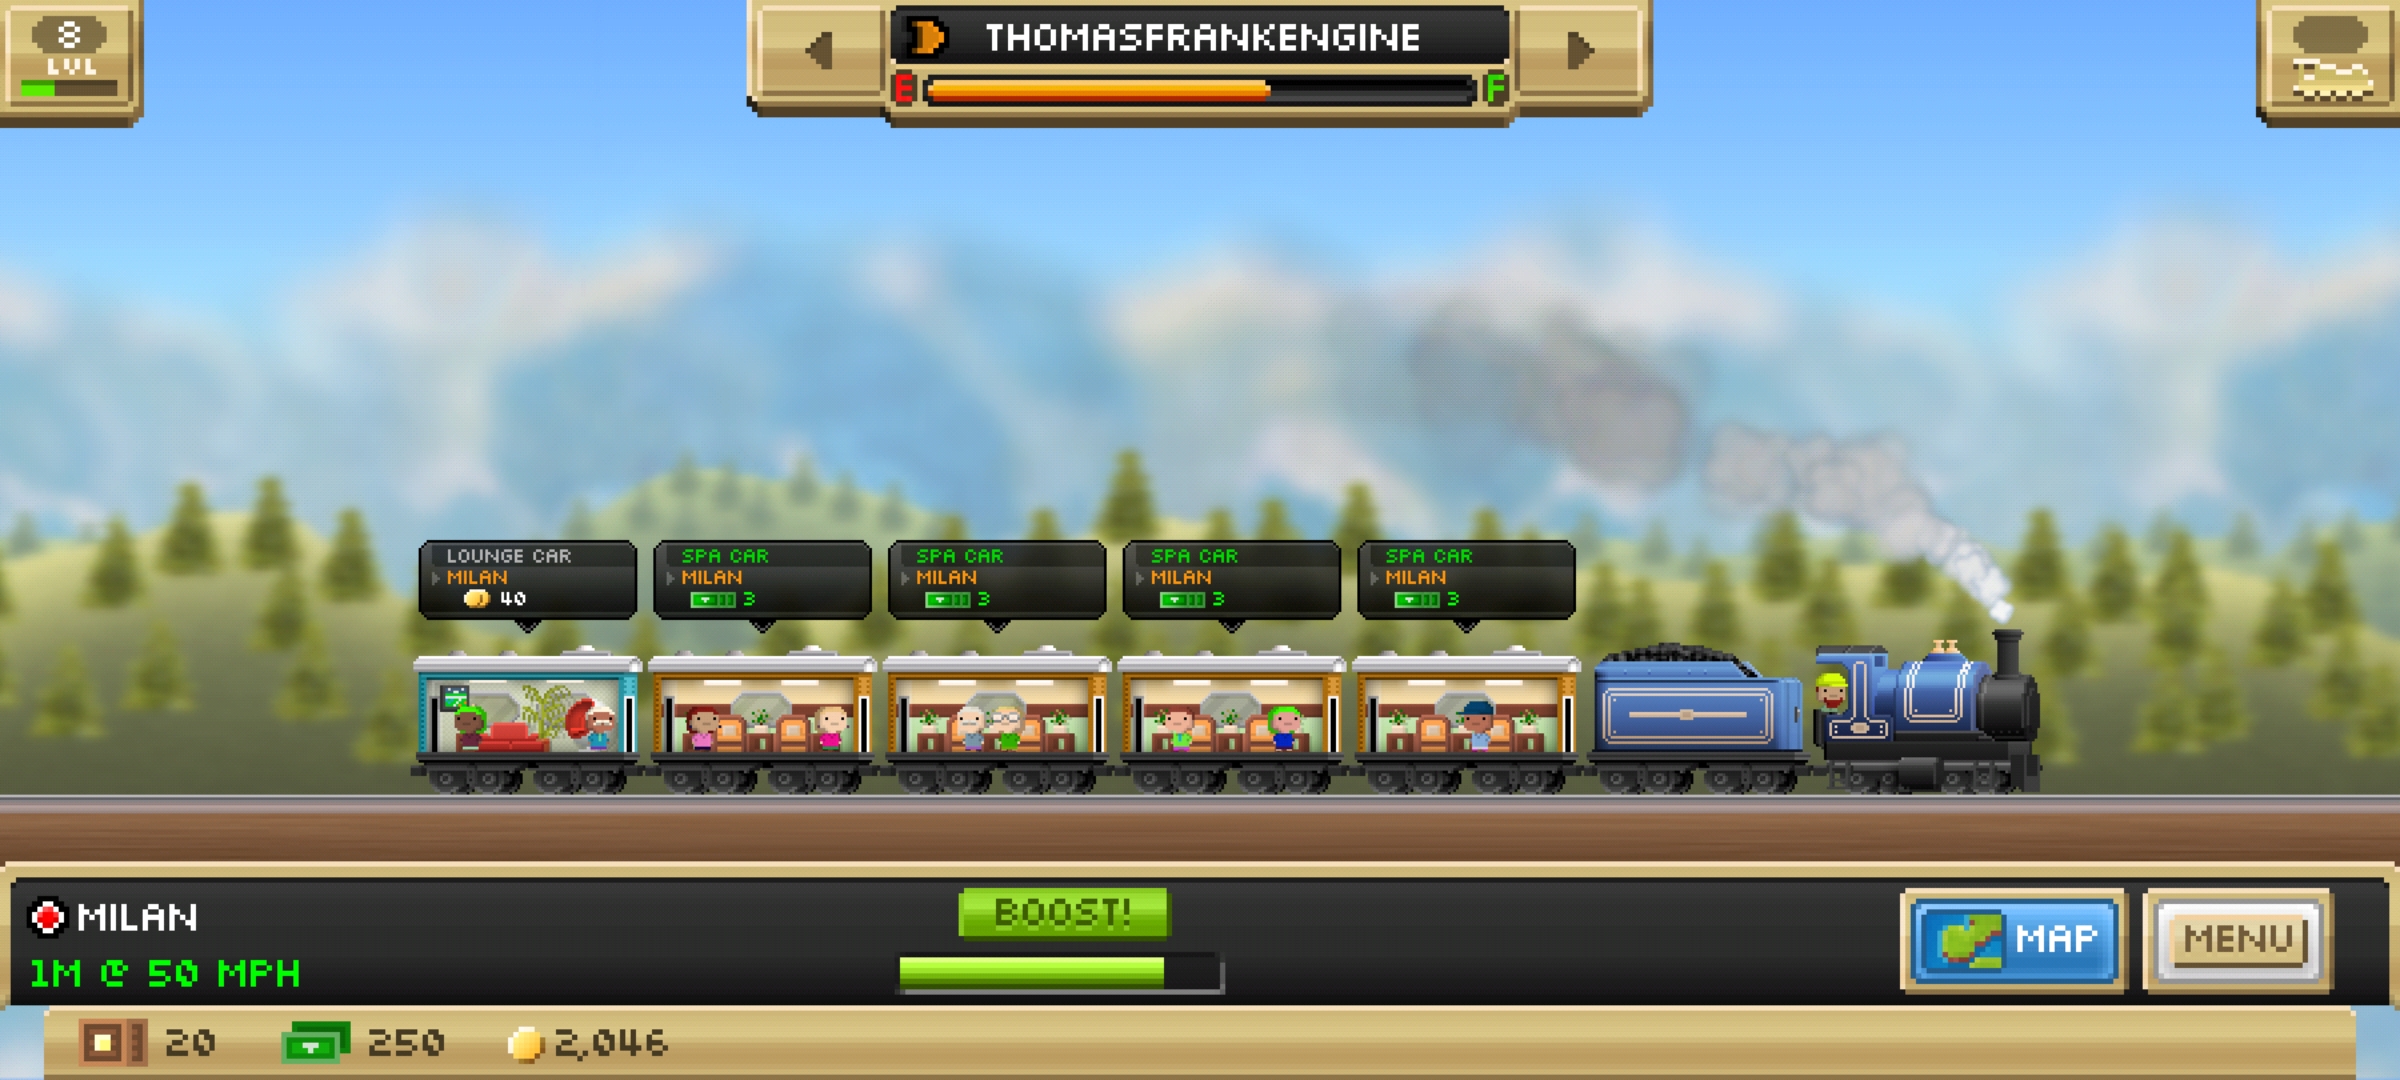 8
LVL
THOMASFRANKENGINE
E F
LOUNGE CAR
MILAN
40
SPA CAR
MILAN
3
SPA CAR
MILAN
3
SPA CAR
MILAN
3
SPA CAR
MILAN
3
MILAN
1M @ 50 MPH
BOOST!
MAP
MENU
20 250 2,046